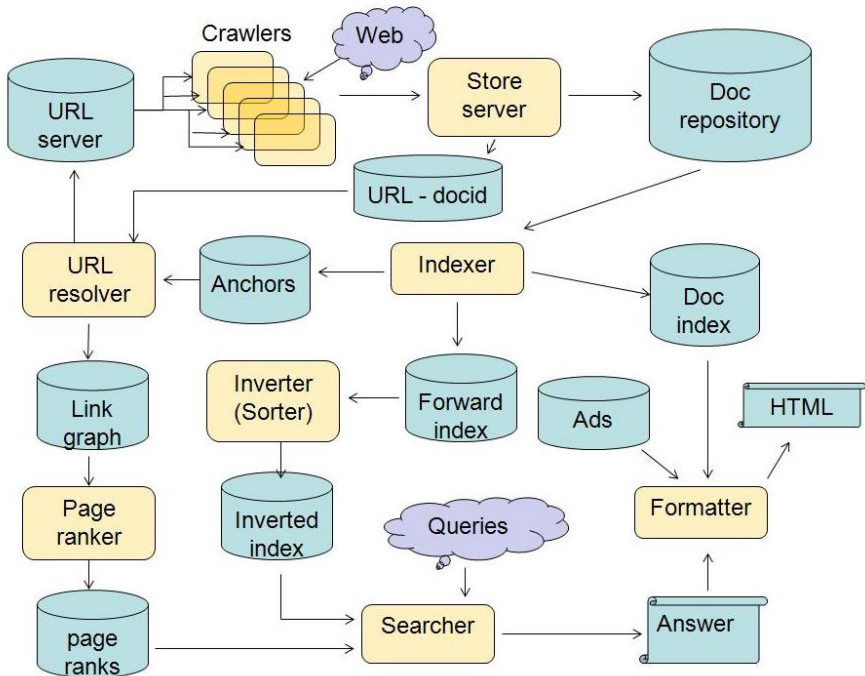 Crawlers
Web
URL
server
Store
server
Doc
repository
URL - docid
URL
resolver
Anchors
Indexer
Doc
index
Link
graph
Inverter
(Sorter)
Forward
index
Ads
HTML
Page
ranker
Inverted
index
Queries
Formatter
page
ranks
Searcher
Answer